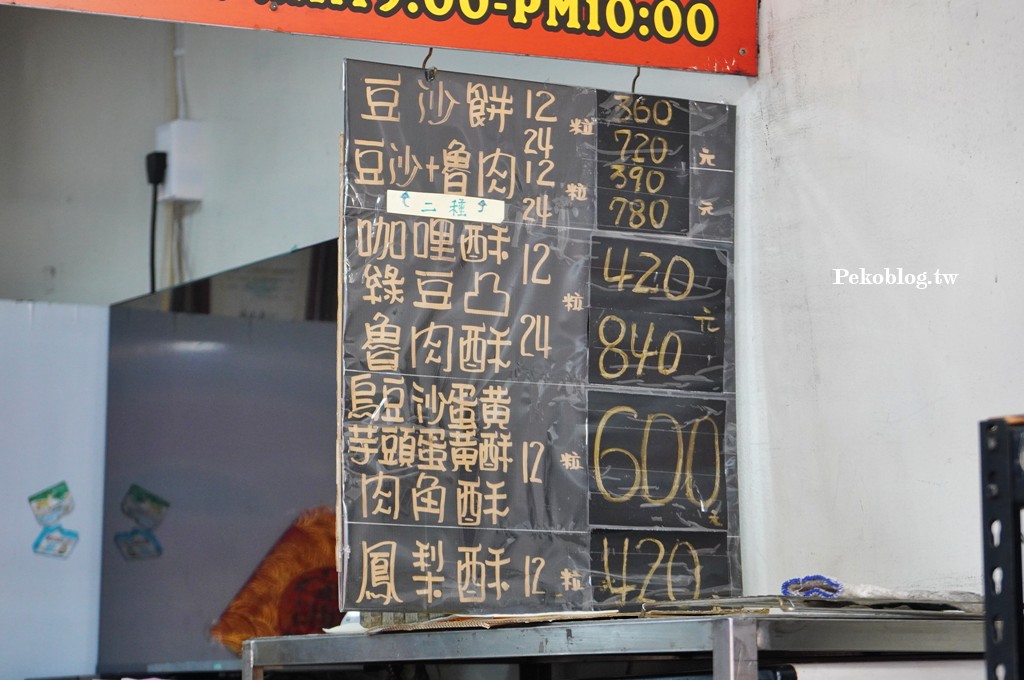 AM9:00-PM10:00
豆沙餅 12 粒 360
24 720 元
豆沙+魯肉 12 粒 390
二種 24 780 元
咖哩酥 12 420
綠豆凸 粒 元
魯肉酥 24 840
烏豆沙蛋黃
芋頭蛋黃酥 12 粒 600
肉角酥 元
鳳梨酥 12 粒 420
Pekoblog.tw